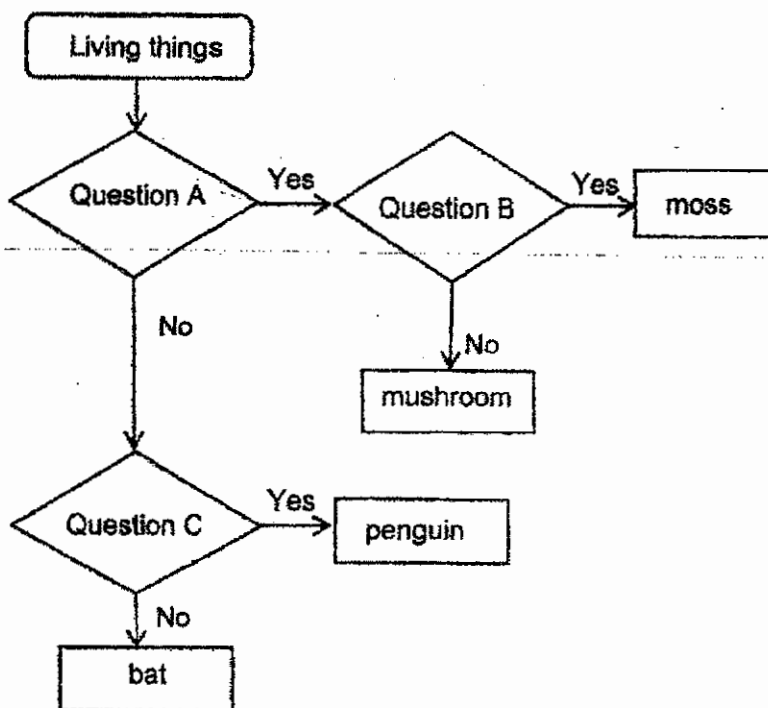 Living things
Question A
Yes
Question B
Yes
moss
No
No
mushroom
Question C
Yes
penguin
No
bat